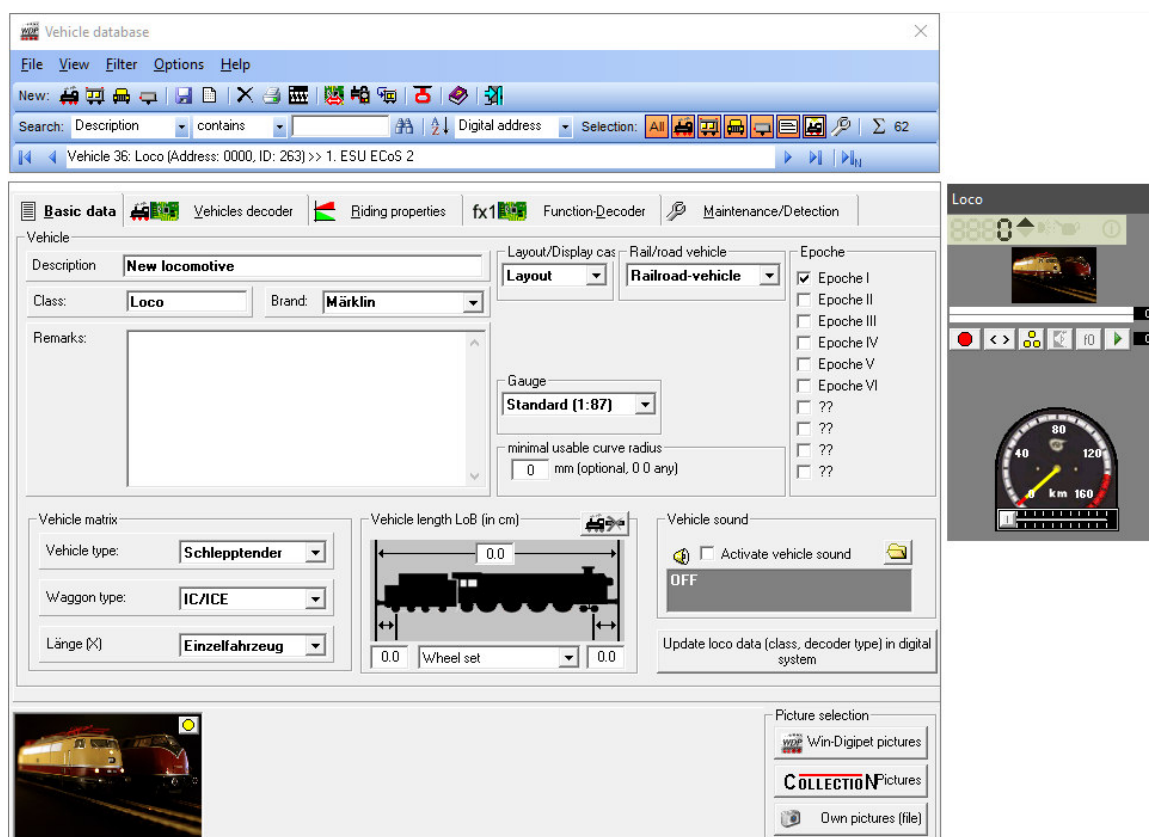 Vehicle database
File View Filter Options Help
New:
Search: Description contains Digital address Selection: All Σ 62
Vehicle 36: Loco (Address: 0000, ID: 263) >> 1. ESU ECoS 2
N
Basic data Vehicles decoder Riding properties fx1 Function-Decoder Maintenance/Detection
Vehicle
Description New locomotive
Class: Loco Brand: Märklin
Remarks:
Layout/Display cas
Layout
Rail/road vehicle
Railroad-vehicle
Gauge
Standard (1:87)
minimal usable curve radius
0 mm (optional, 0 0 any)
Epoche
Epoche I
Epoche II
Epoche III
Epoche IV
Epoche V
Epoche VI
??
??
??
??
Vehicle matrix
Vehicle type: Schlepptender
Waggon type: IC/ICE
Länge (X) Einzelfahrzeug
Vehicle length LoB (in cm)
0.0
0.0 Wheel set 0.0
Vehicle sound
Activate vehicle sound
OFF
Update loco data (class, decoder type) in digital
system
Picture selection
WDP Win-Digipet pictures
COLLECTION Pictures
Own pictures (file)
Loco
0
< > f0
40 80 120
0 km 160